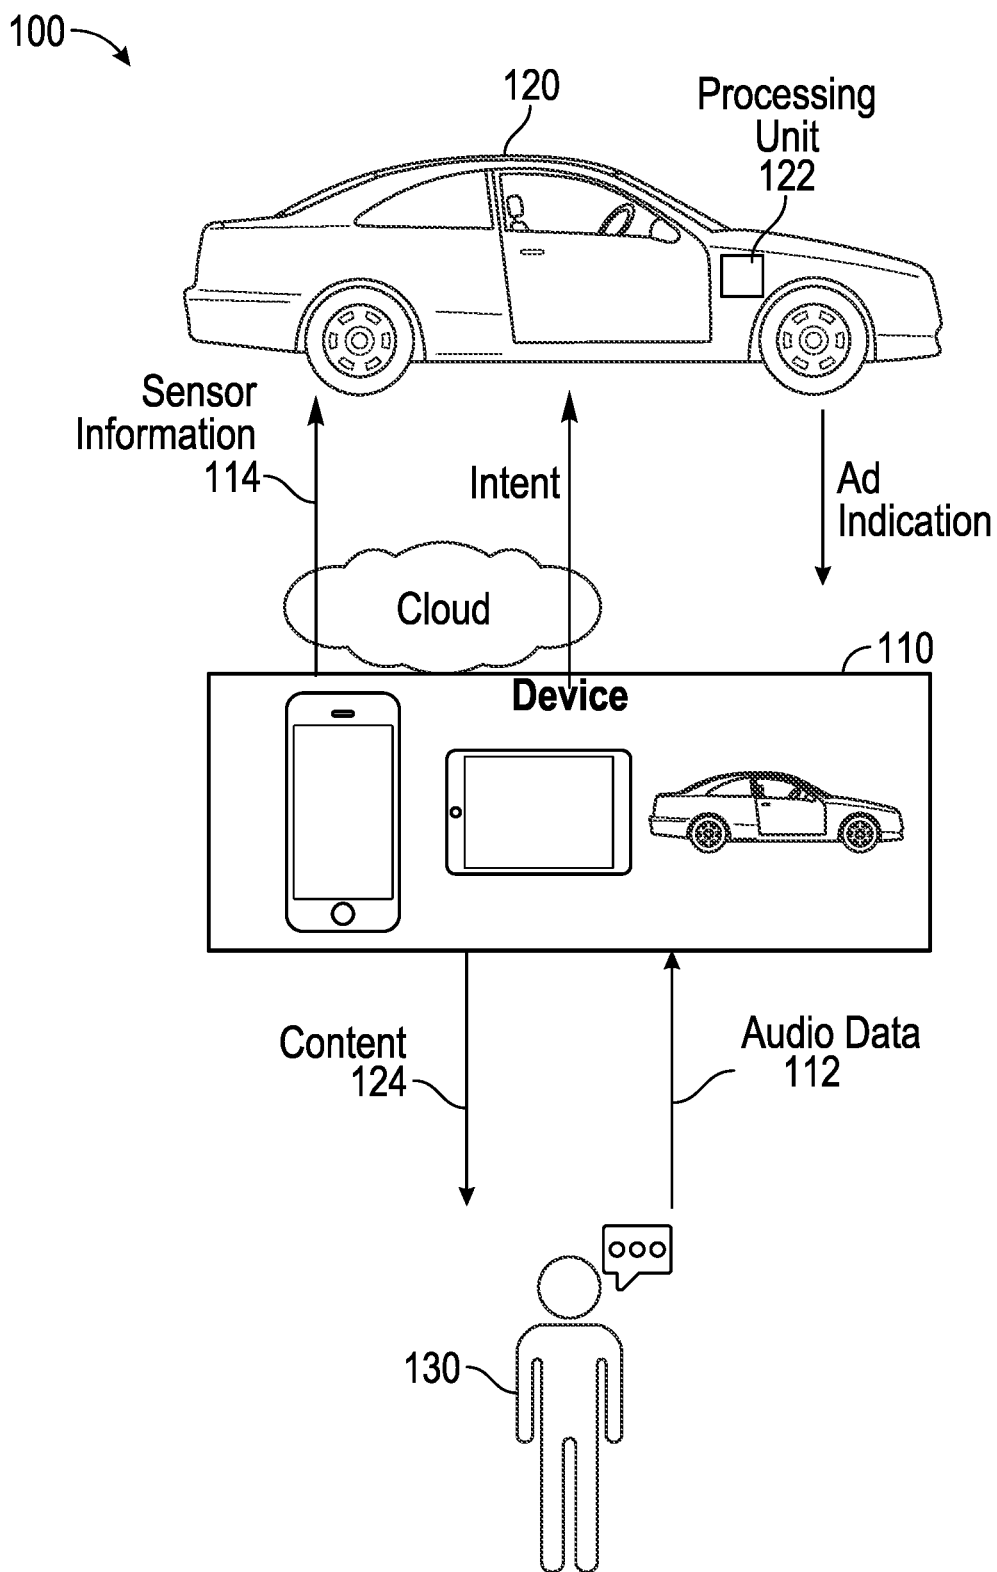 100
120
Processing
Unit
122
Sensor
Information
114
Intent
Ad
Indication
Cloud
110
Device
Content
124
Audio Data
112
130